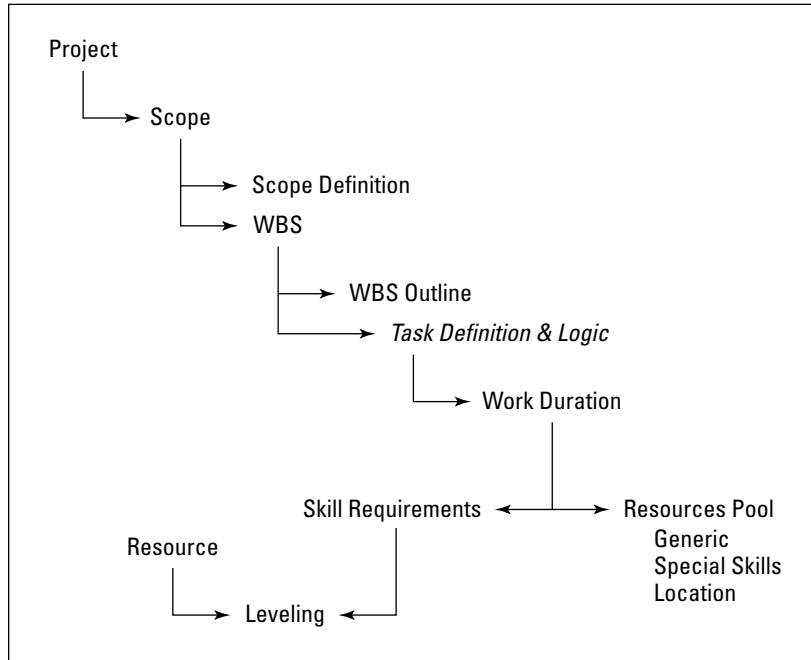 Project
Scope
Scope Definition
WBS
WBS Outline
Task Definition & Logic
Work Duration
Skill Requirements
Resources Pool
Generic
Special Skills
Location
Resource
Leveling